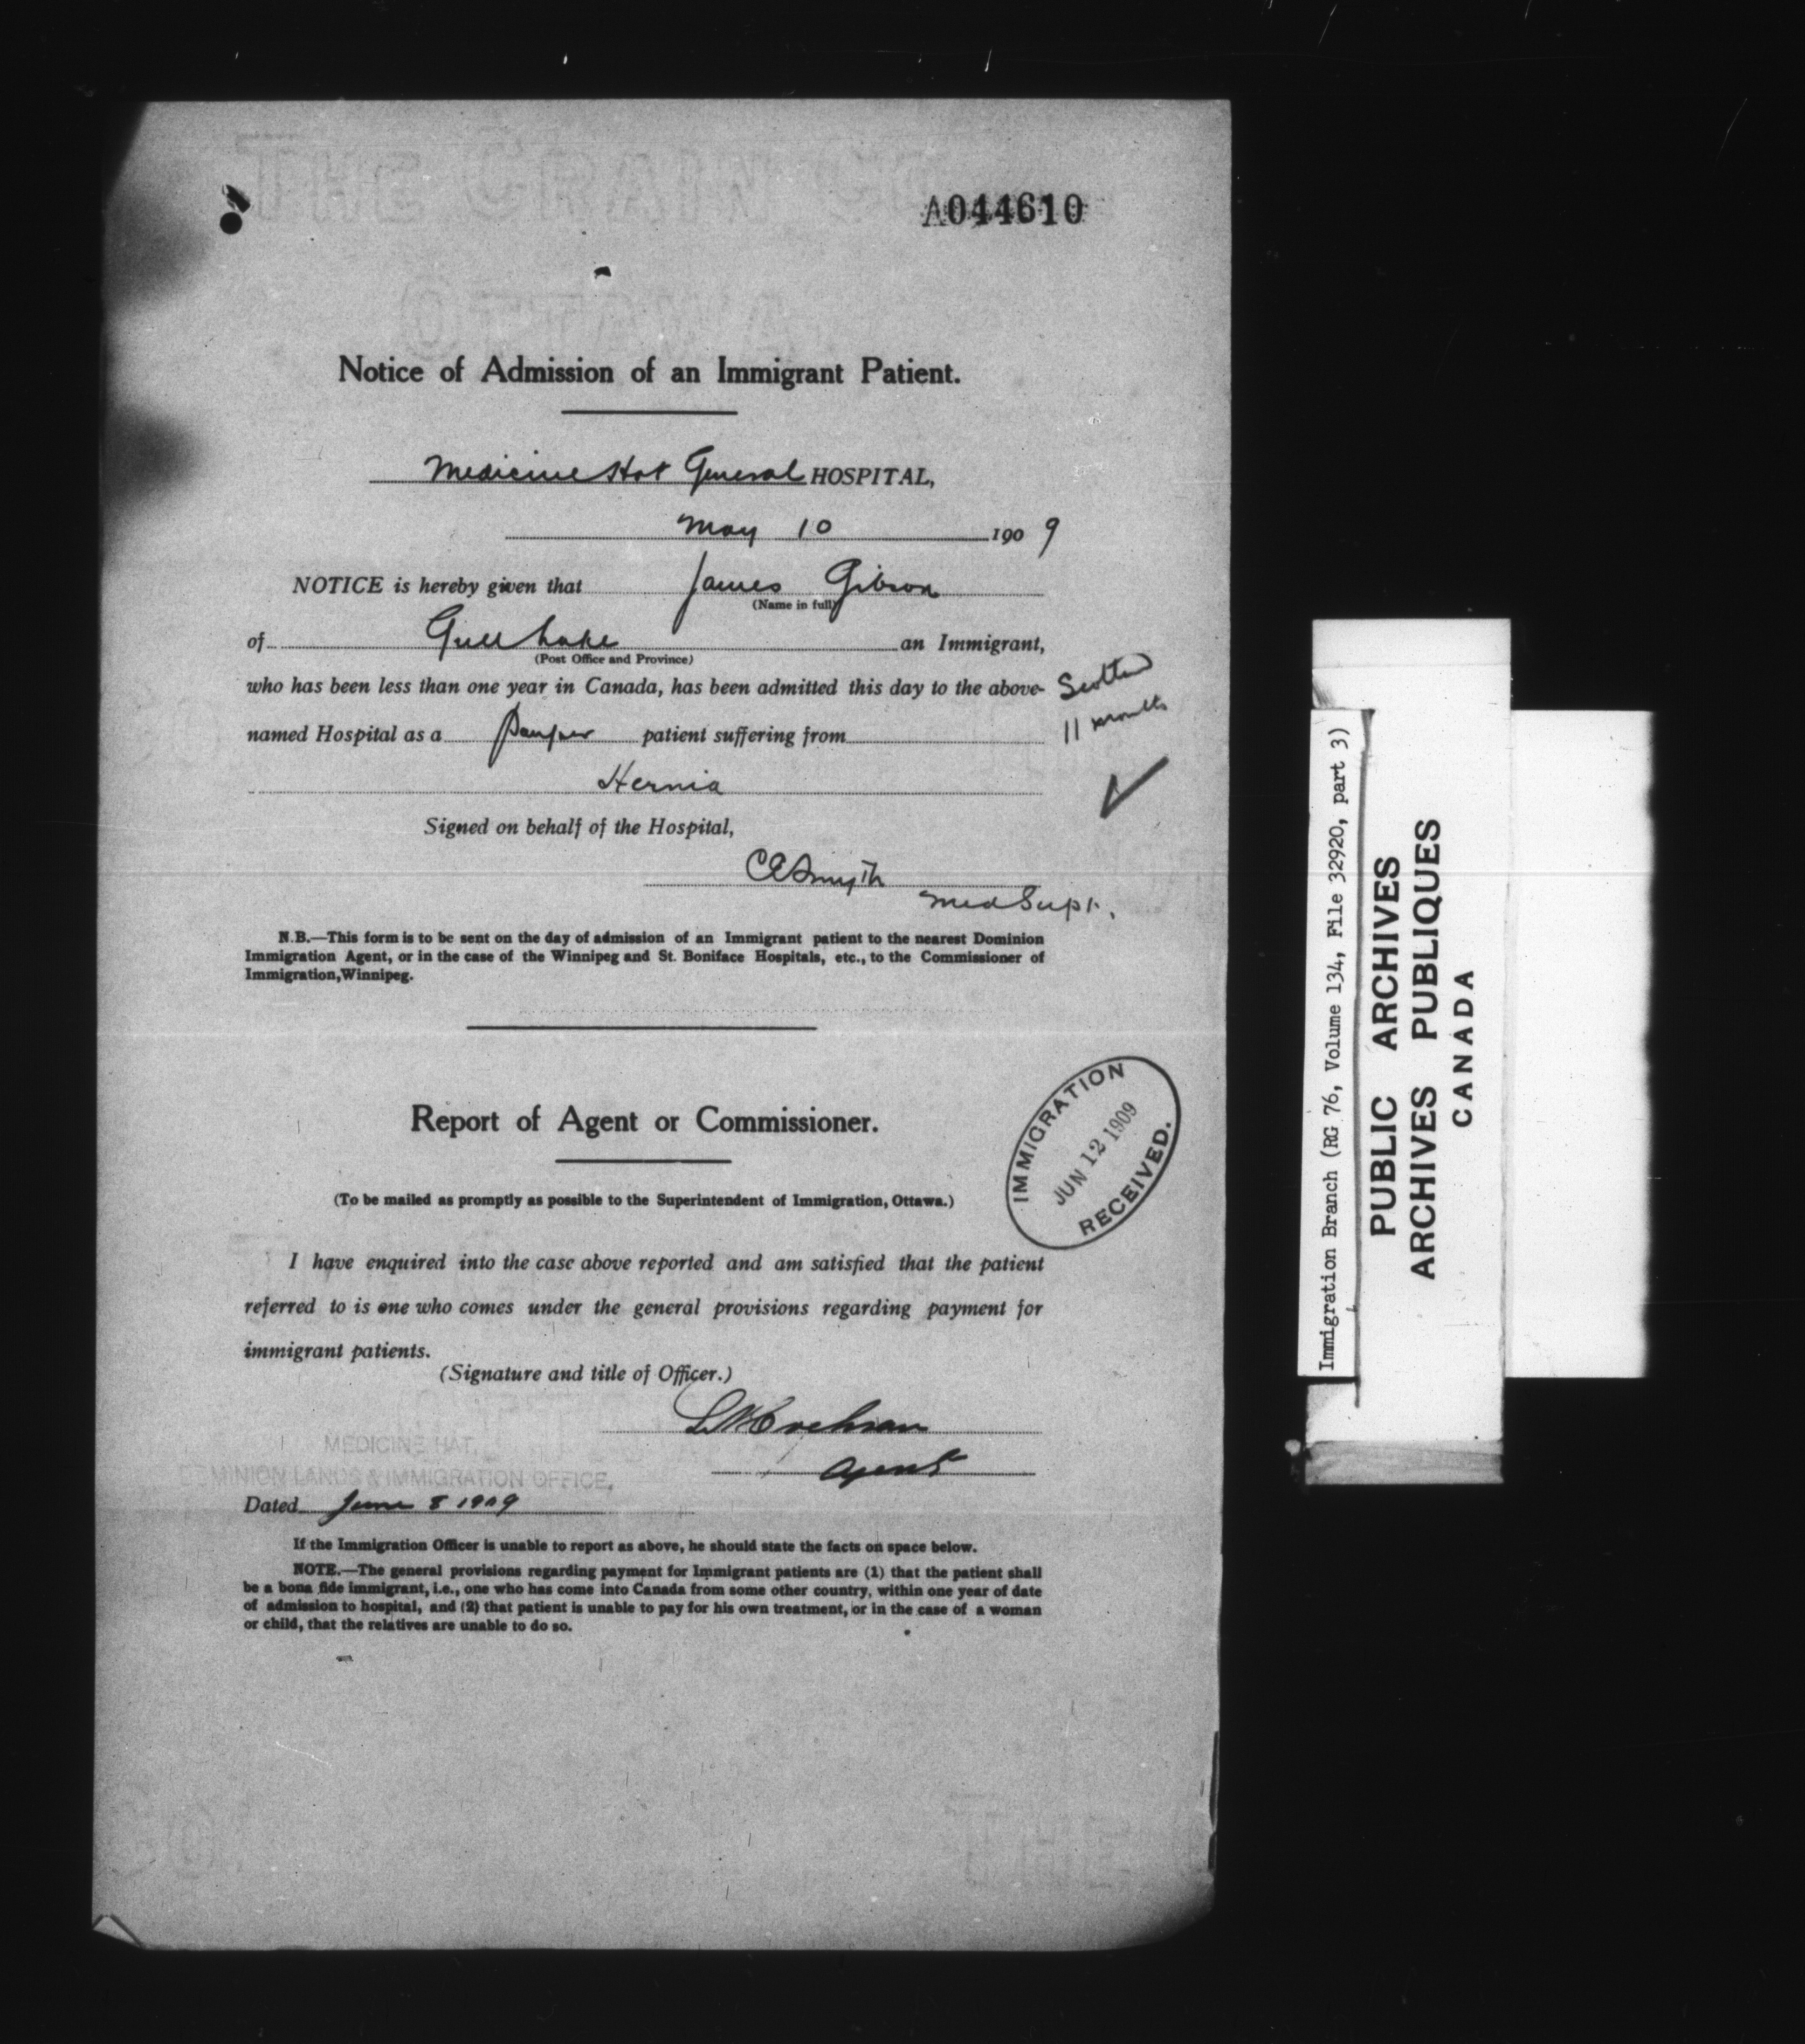 A044610
Notice of Admission of an Immigrant Patient.
Medicine Hat General HOSPITAL,
May 10 1909
NOTICE is hereby given that James Gibson
(Name in full)
of Gull Lake an Immigrant,
(Post Office and Province)
who has been less than one year in Canada, has been admitted this day to the above-
named Hospital as a Pauper patient suffering from
Hernia
11 months
Signed on behalf of the Hospital,
C E Smyth
Med Supt.
N.B.—This form is to be sent on the day of admission of an Immigrant patient to the nearest Dominion
Immigration Agent, or in the case of the Winnipeg and St. Boniface Hospitals, etc., to the Commissioner of
Immigration, Winnipeg.
Report of Agent or Commissioner.
IMMIGRATION
JUN 12 1909
RECEIVED.
(To be mailed as promptly as possible to the Superintendent of Immigration, Ottawa.)
I have enquired into the case above reported and am satisfied that the patient
referred to is one who comes under the general provisions regarding payment for
immigrant patients.
(Signature and title of Officer.)
Cochran
Agent
MEDICINE HAT,
DOMINION LANDS & IMMIGRATION OFFICE,
Dated June 8 1909
If the Immigration Officer is unable to report as above, he should state the facts on space below.
NOTE.—The general provisions regarding payment for Immigrant patients are (1) that the patient shall
be a bona fide immigrant, i.e., one who has come into Canada from some other country, within one year of date
of admission to hospital, and (2) that patient is unable to pay for his own treatment, or in the case of a woman
or child, that the relatives are unable to do so.
Immigration Branch (RG 76, Volume 134, File 32920, part 3)
PUBLIC ARCHIVES
ARCHIVES PUBLIQUES
CANADA